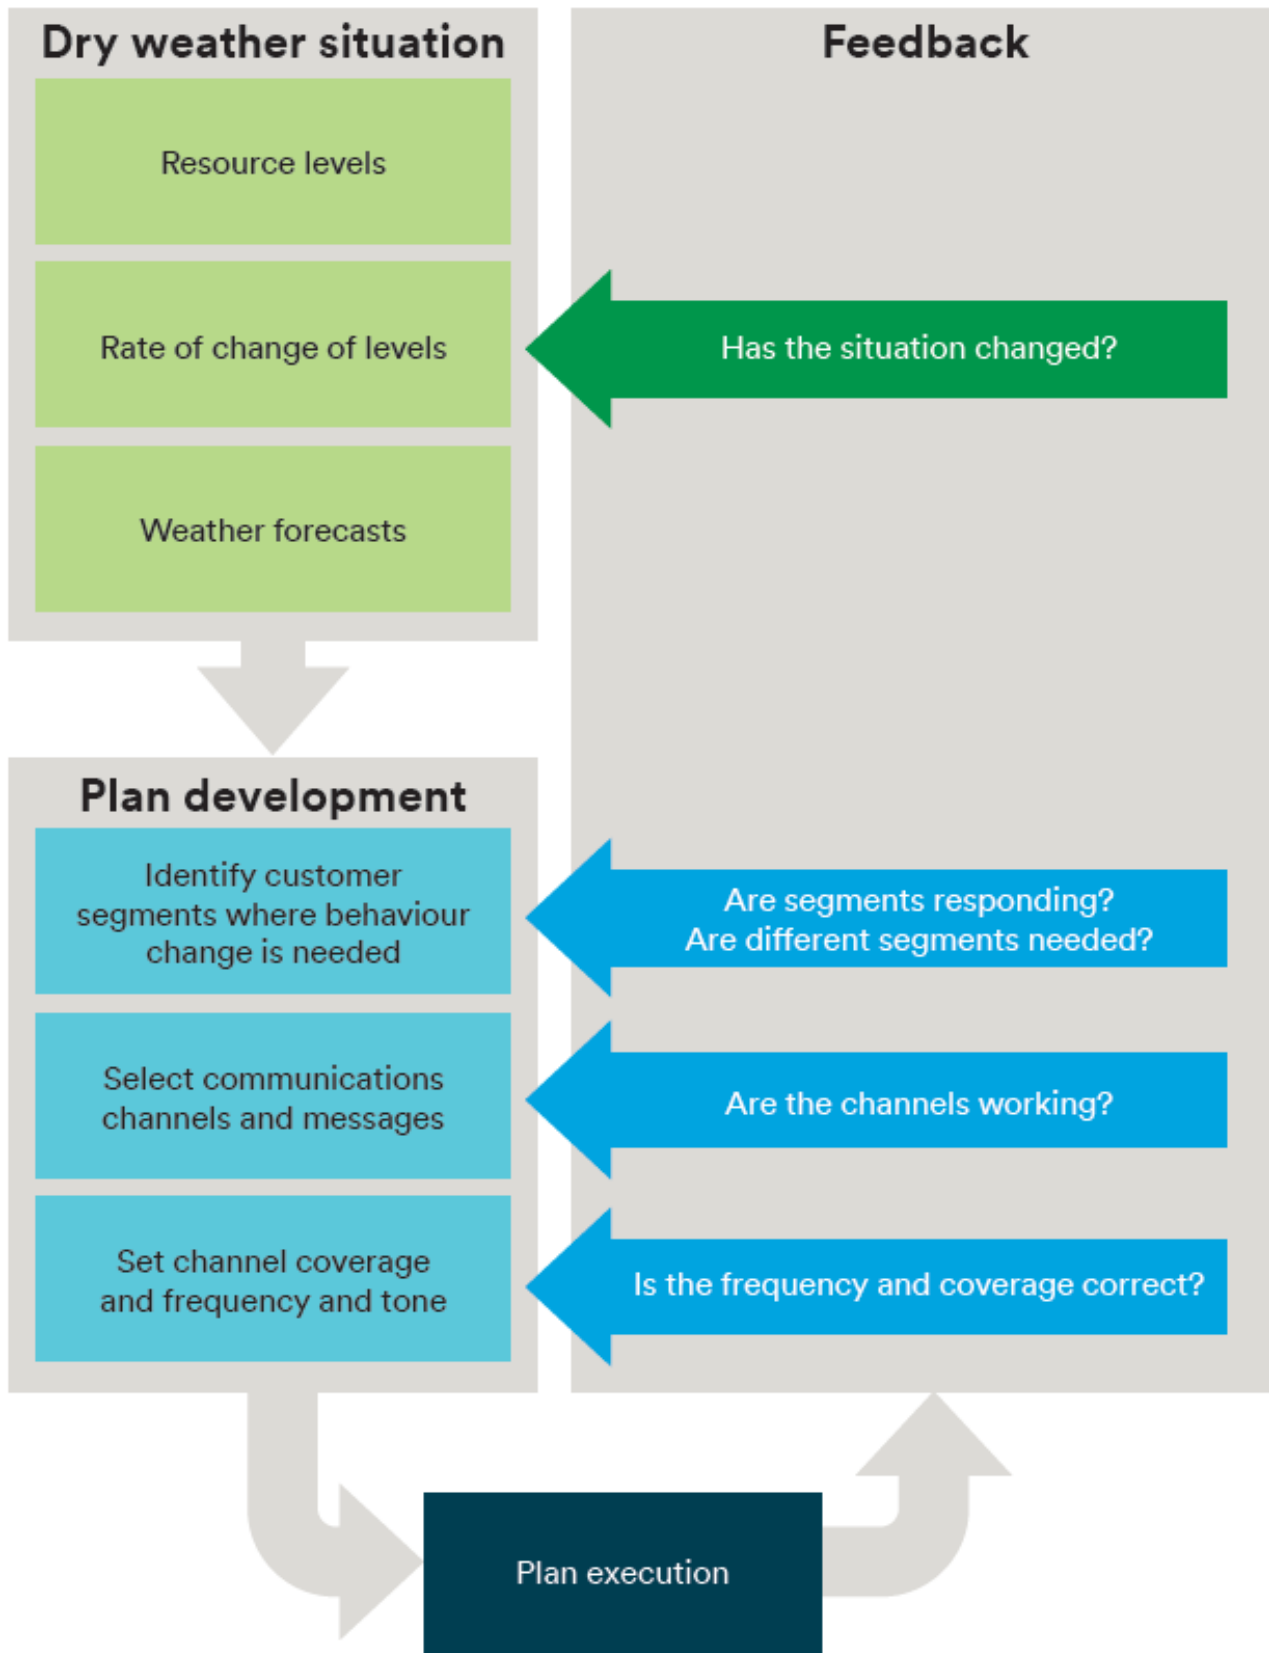 Dry weather situation
Resource levels
Rate of change of levels
Weather forecasts
Feedback
Has the situation changed?
Plan development
Identify customer
segments where behaviour
change is needed
Select communications
channels and messages
Set channel coverage
and frequency and tone
Are segments responding?
Are different segments needed?
Are the channels working?
Is the frequency and coverage correct?
Plan execution